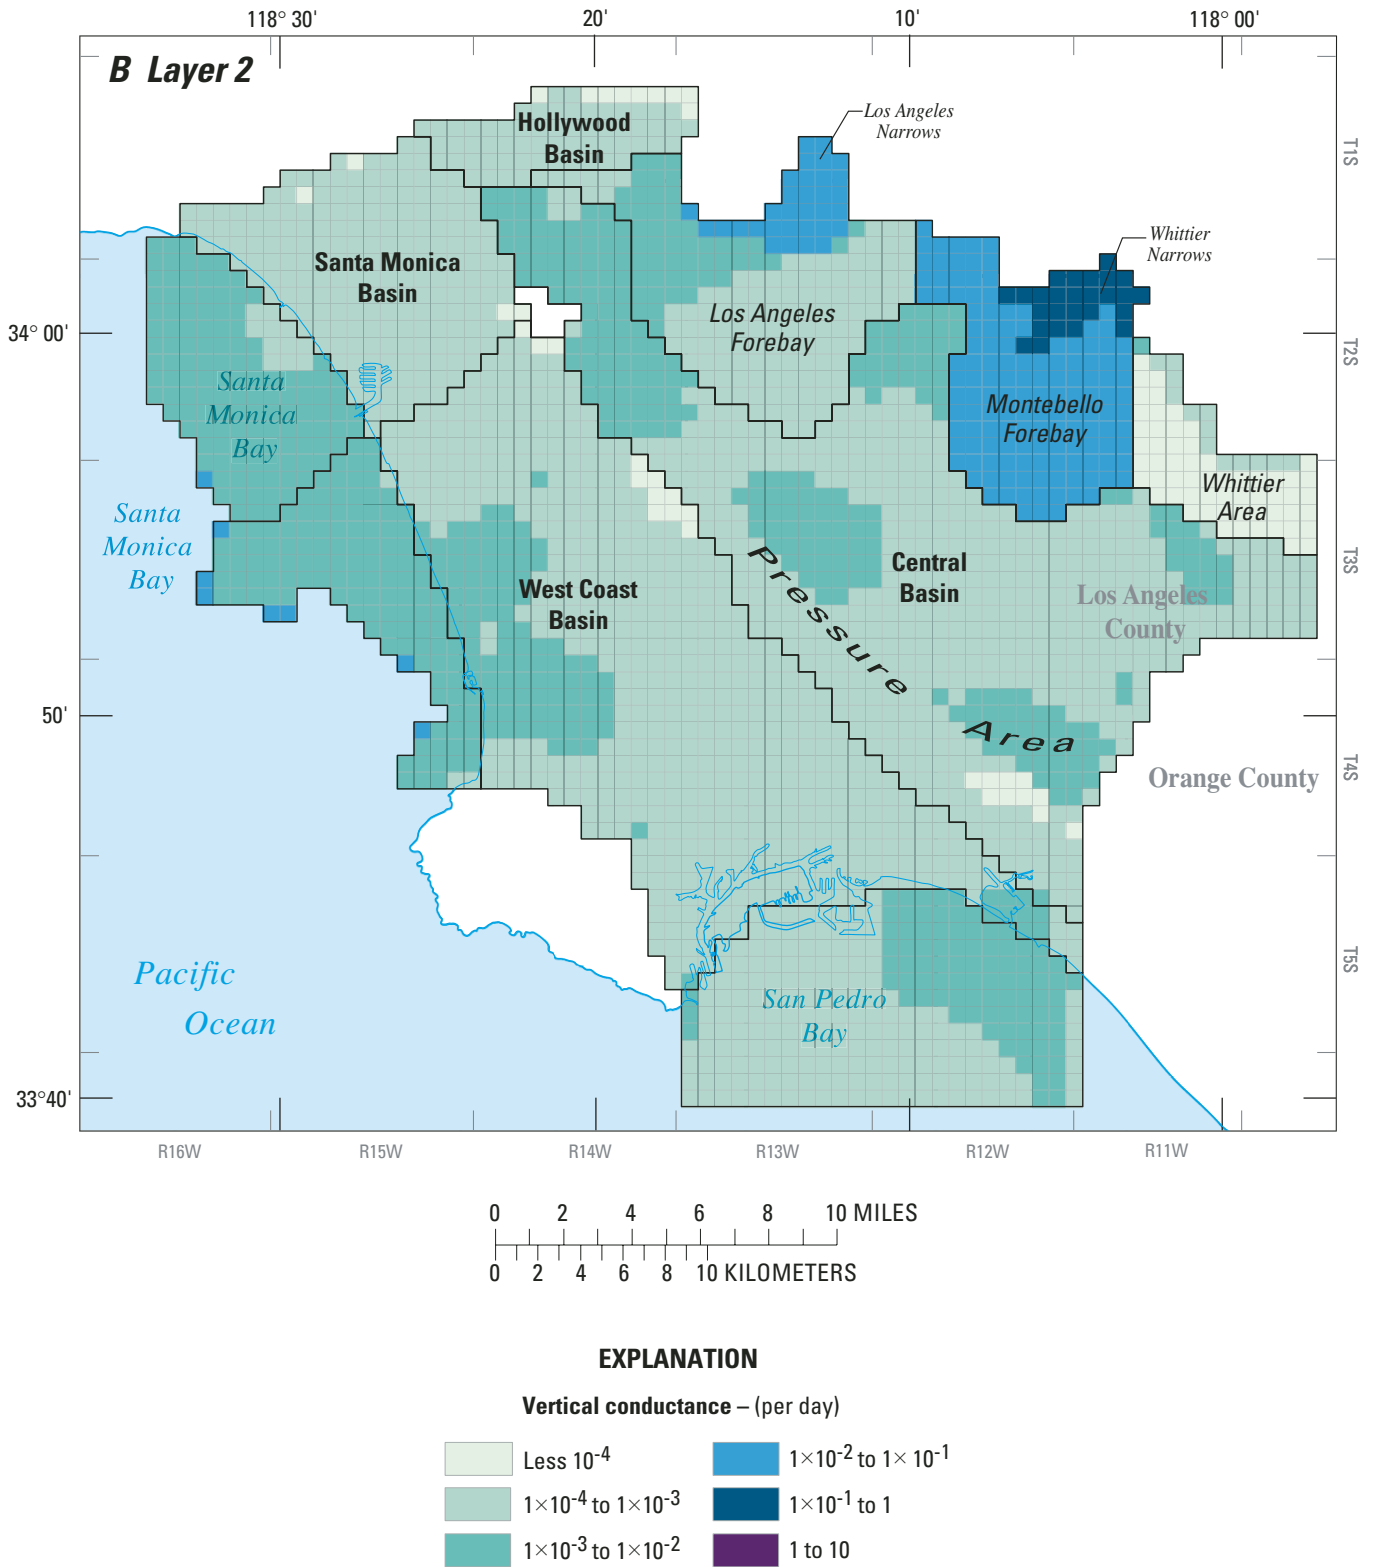 118° 30'
20'
10'
118° 00'
B Layer 2
Los Angeles
Narrows
Hollywood
Basin
T1S
Whittier
Narrows
Santa Monica
Basin
Los Angeles
Forebay
34° 00'
T2S
Santa
Monica
Bay
Montebello
Forebay
Whittier
Area
Santa
Monica
Bay
Pressure
Area
Central
Basin
T3S
West Coast
Basin
Los Angeles
County
50'
T4S
Orange County
Pacific
Ocean
San Pedro
Bay
T5S
33°40'
R16W
R15W
R14W
R13W
R12W
R11W
0 2 4 6 8 10 MILES
0 2 4 6 8 10 KILOMETERS
EXPLANATION
Vertical conductance – (per day)
Less 10⁻⁴
1×10⁻⁴ to 1×10⁻³
1×10⁻³ to 1×10⁻²
1×10⁻² to 1× 10⁻¹
1×10⁻¹ to 1
1 to 10